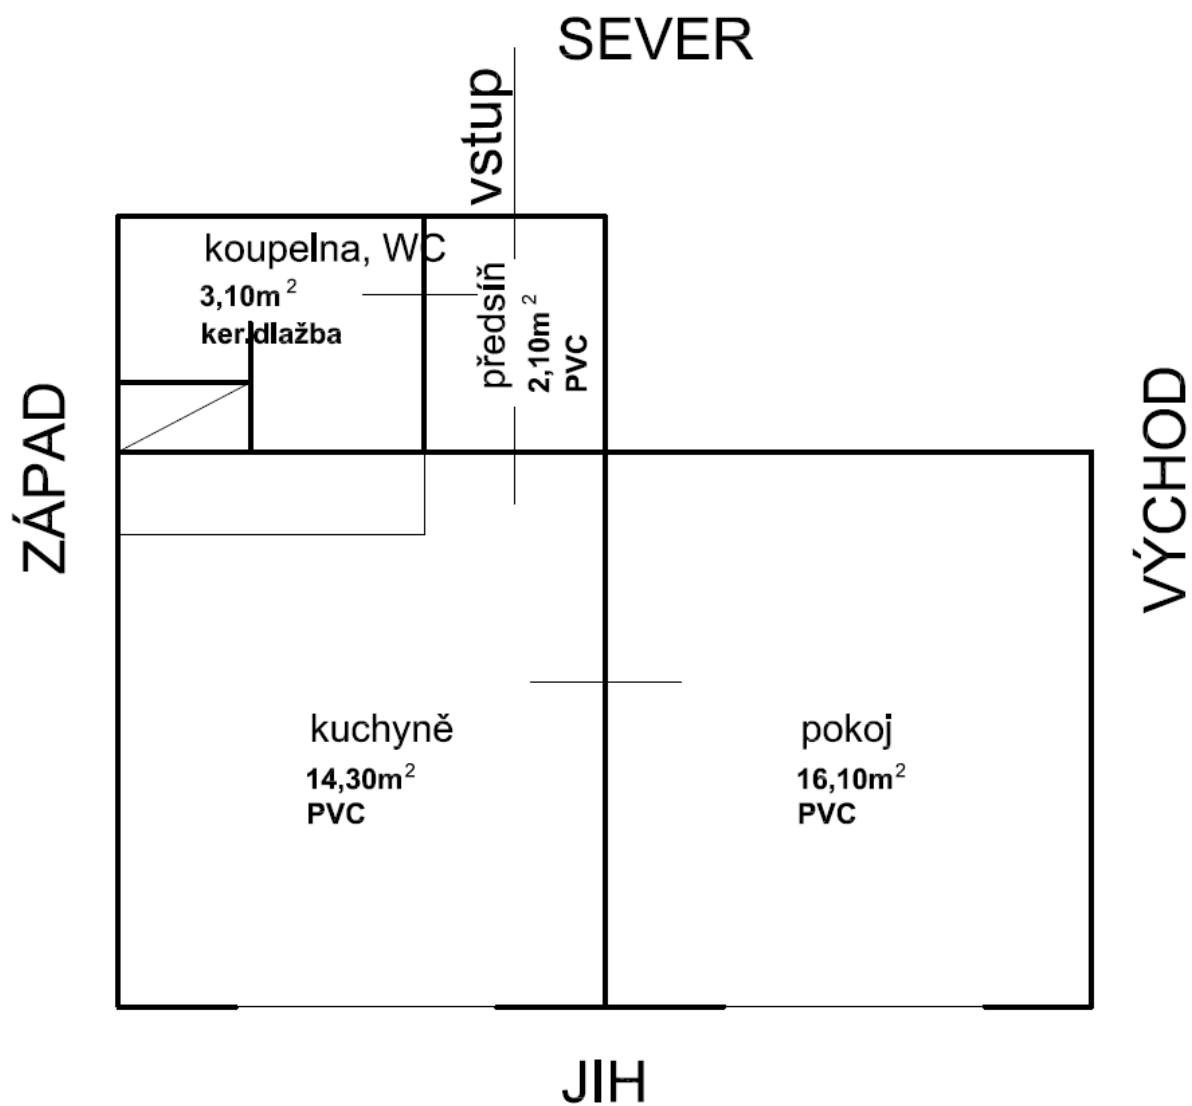 SEVER
vstup
koupelna, WC
3,10m²
ker.dlažba
předsíň
2,10m²
PVC
ZÁPAD
VÝCHOD
kuchyně
14,30m²
PVC
pokoj
16,10m²
PVC
JIH